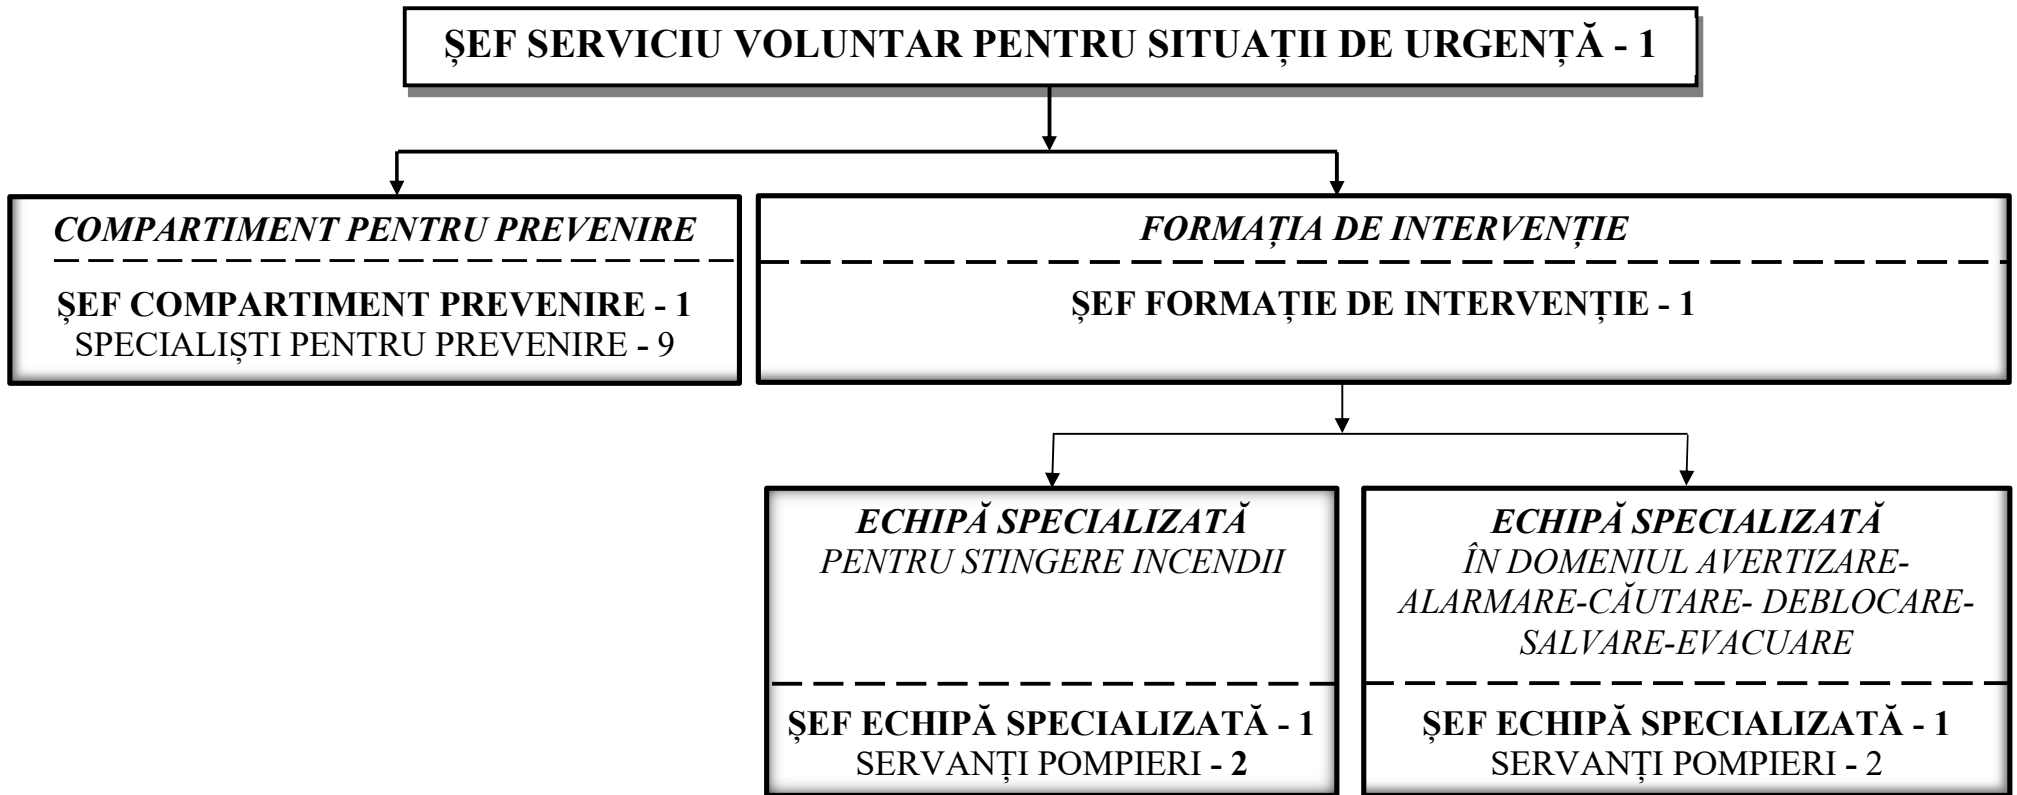 ȘEF SERVICIU VOLUNTAR PENTRU SITUAȚII DE URGENȚĂ - 1
COMPARTIMENT PENTRU PREVENIRE
ȘEF COMPARTIMENT PREVENIRE - 1
SPECIALIȘTI PENTRU PREVENIRE - 9
FORMAȚIA DE INTERVENȚIE
ȘEF FORMAȚIE DE INTERVENȚIE - 1
ECHIPĂ SPECIALIZATĂ
PENTRU STINGERE INCENDII
ȘEF ECHIPĂ SPECIALIZATĂ - 1
SERVANȚI POMPIERI - 2
ECHIPĂ SPECIALIZATĂ
ÎN DOMENIUL AVERTIZARE-
ALARMARE-CĂUTARE- DEBLOCARE-
SALVARE-EVACUARE
ȘEF ECHIPĂ SPECIALIZATĂ - 1
SERVANȚI POMPIERI - 2